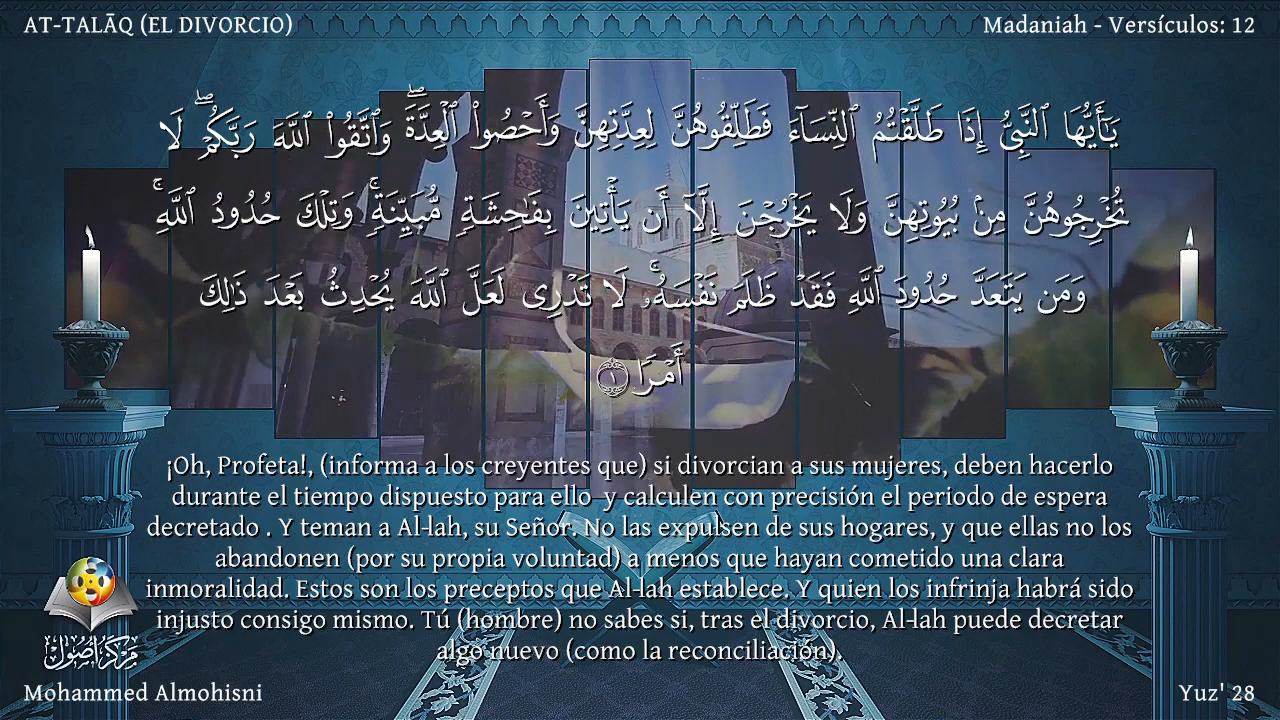 AT-TALĀQ (EL DIVORCIO)
Madaniah - Versículos: 12
يَـٰٓأَيُّهَا ٱلنَّبِىُّ إِذَا طَلَّقْتُمُ ٱلنِّسَآءَ فَطَلِّقُوهُنَّ لِعِدَّتِهِنَّ وَأَحْصُوا۟ ٱلْعِدَّةَ ۖ وَٱتَّقُوا۟ ٱللَّهَ رَبَّكُمْ ۖ لَا
تُخْرِجُوهُنَّ مِنۢ بُيُوتِهِنَّ وَلَا يَخْرُجْنَ إِلَّآ أَن يَأْتِينَ بِفَـٰحِشَةٍ مُّبَيِّنَةٍ ۚ وَتِلْكَ حُدُودُ ٱللَّهِ ۚ
وَمَن يَتَعَدَّ حُدُودَ ٱللَّهِ فَقَدْ ظَلَمَ نَفْسَهُۥ ۚ لَا تَدْرِى لَعَلَّ ٱللَّهَ يُحْدِثُ بَعْدَ ذَٰلِكَ
أَمْرًا ١
¡Oh, Profeta!, (informa a los creyentes que) si divorcian a sus mujeres, deben hacerlo
durante el tiempo dispuesto para ello y calculen con precisión el periodo de espera
decretado . Y teman a Al-lah, su Señor. No las expulsen de sus hogares, y que ellas no los
abandonen (por su propia voluntad) a menos que hayan cometido una clara
inmoralidad. Estos son los preceptos que Al-lah establece. Y quien los infrinja habrá sido
injusto consigo mismo. Tú (hombre) no sabes si, tras el divorcio, Al-lah puede decretar
algo nuevo (como la reconciliación).
مركز أصول
Mohammed Almohisni
Yuz' 28